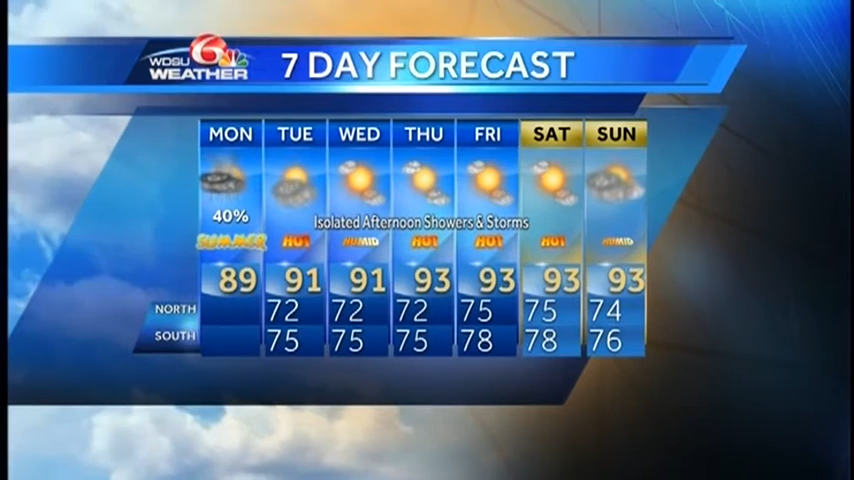 WDSU 6
WEATHER
7 DAY FORECAST
MON TUE WED THU FRI SAT SUN
40%
Isolated Afternoon Showers & Storms
SUMMER HOT HUMID HOT HOT HOT HUMID
89 91 91 93 93 93 93
NORTH 72 72 72 75 75 74
SOUTH 75 75 75 78 78 76